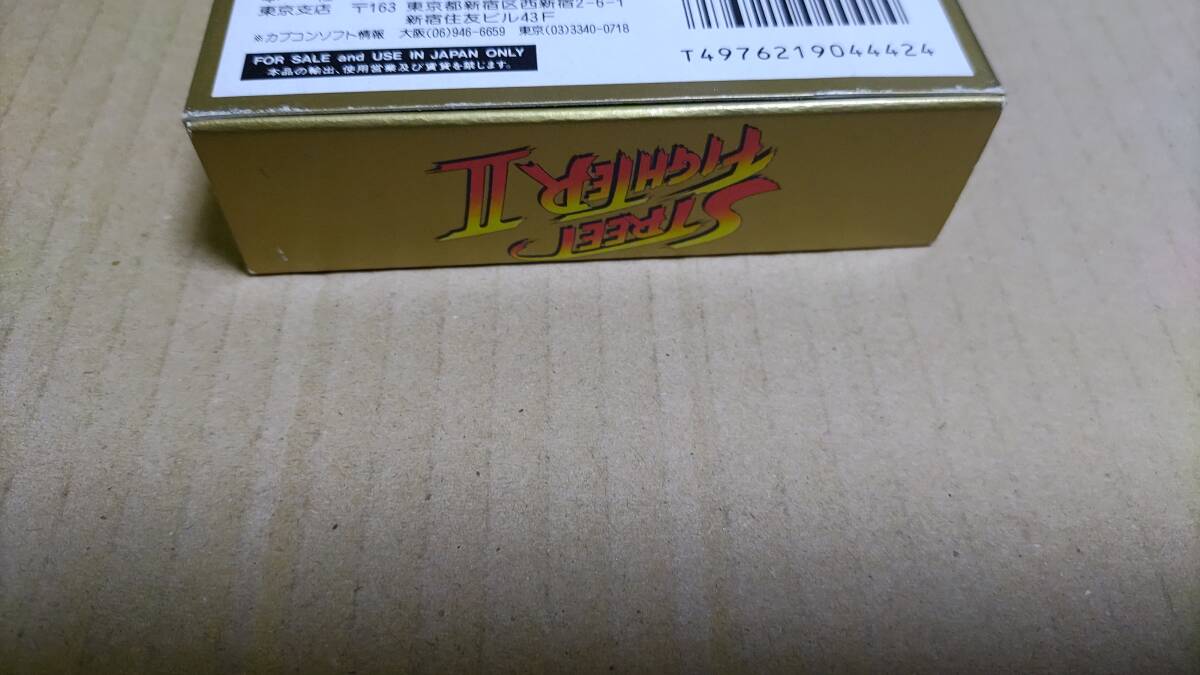 東京支店 〒163 東京都新宿区西新宿2-6-1
新宿住友ビル43F
※カプコンソフト情報 大阪(06)946-6659 東京(03)3340-0718
FOR SALE and USE IN JAPAN ONLY
本品の輸出、使用営業及び賃貸を禁じます。
T4976219044424
STREET
FIGHTER II